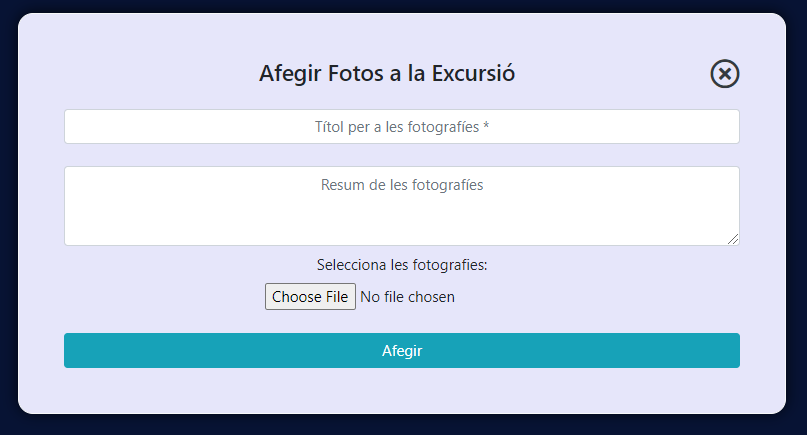 Afegir Fotos a la Excursió
Títol per a les fotografíes *
Resum de les fotografíes
Selecciona les fotografies:
Choose File No file chosen
Afegir